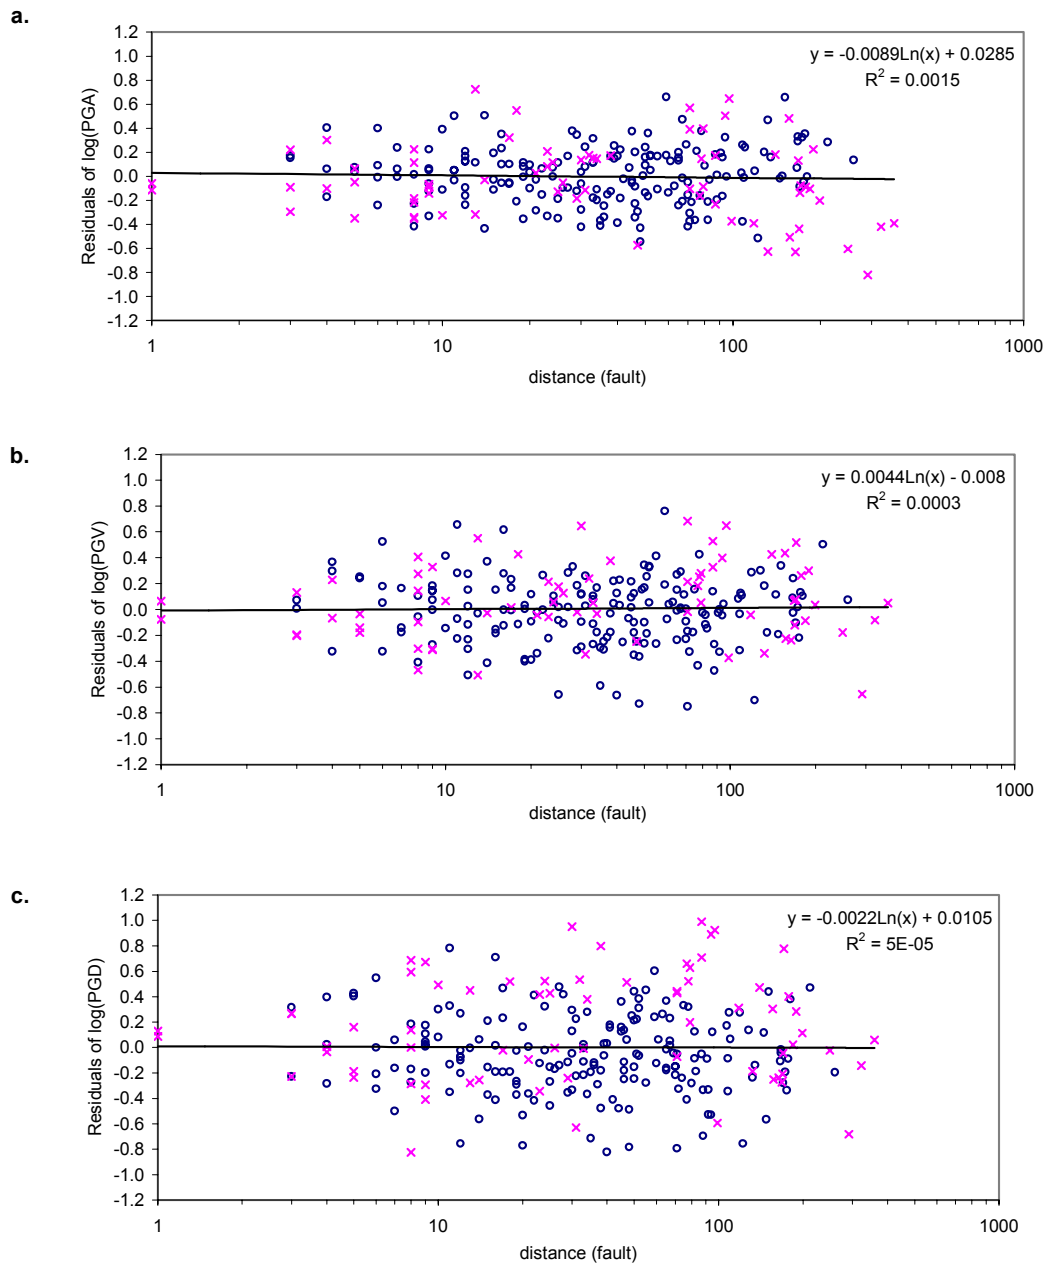 a.
1.2
1.0
0.8
0.6
0.4
0.2
0.0
-0.2
-0.4
-0.6
-0.8
-1.0
-1.2
Residuals of log(PGA)
y = -0.0089Ln(x) + 0.0285
R² = 0.0015
1 10 100 1000
distance (fault)
b.
1.2
1.0
0.8
0.6
0.4
0.2
0.0
-0.2
-0.4
-0.6
-0.8
-1.0
-1.2
Residuals of log(PGV)
y = 0.0044Ln(x) - 0.008
R² = 0.0003
1 10 100 1000
distance (fault)
c.
1.2
1.0
0.8
0.6
0.4
0.2
0.0
-0.2
-0.4
-0.6
-0.8
-1.0
-1.2
Residuals of log(PGD)
y = -0.0022Ln(x) + 0.0105
R² = 5E-05
1 10 100 1000
distance (fault)